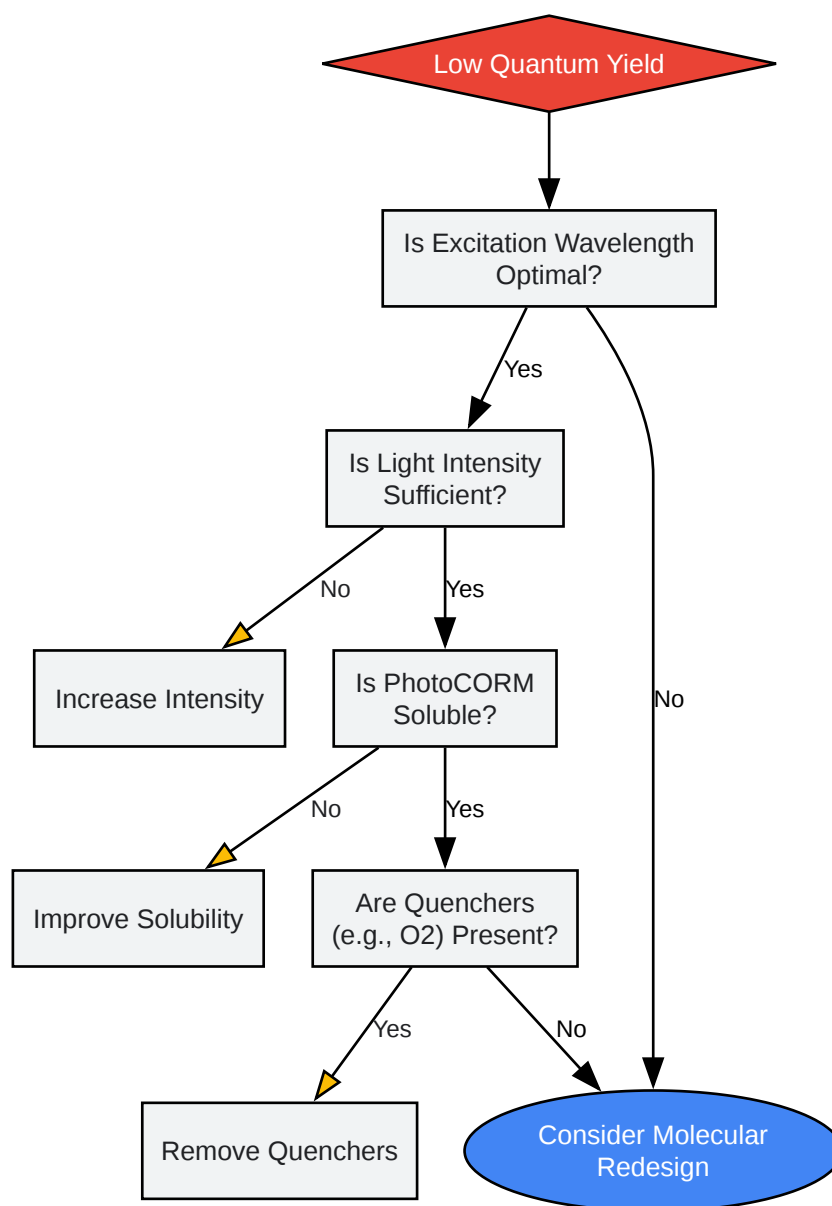 Low Quantum Yield
Is Excitation Wavelength
Optimal?
Yes
Is Light Intensity
Sufficient?
No
Yes
Increase Intensity
Is PhotoCORM
Soluble?
No
No
Yes
Improve Solubility
Are Quenchers
(e.g., O2) Present?
Yes
No
Remove Quenchers
Consider Molecular
Redesign